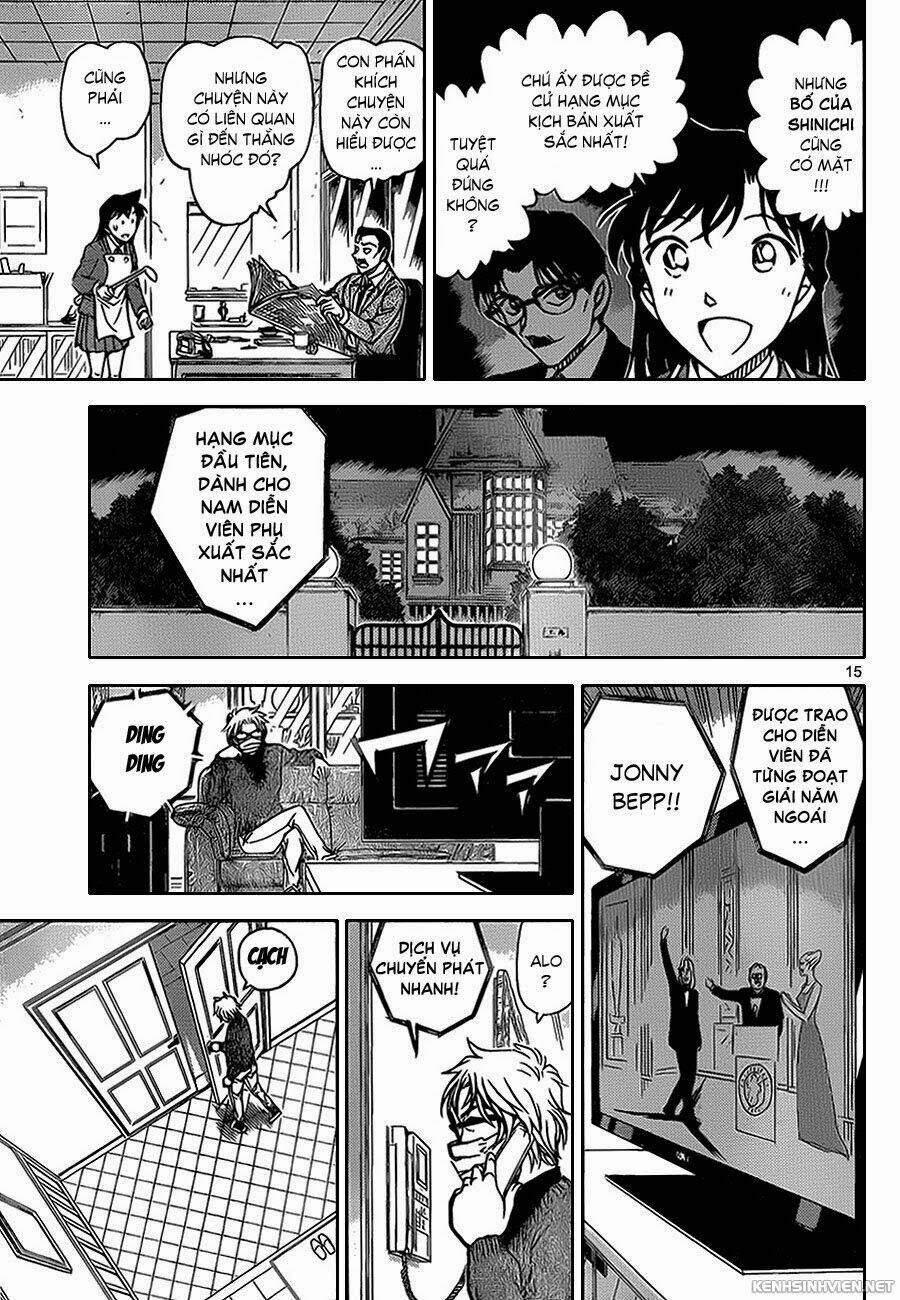 NHƯNG
BỐ CỦA
SHINICHI
CŨNG
CÓ MẶT
!!!
CHÚ ẤY ĐƯỢC ĐỀ
CỬ HẠNG MỤC
KỊCH BẢN XUẤT
SẮC NHẤT!
TUYỆT
QUÁ
ĐÚNG
KHÔNG
?
CON PHẤN
KHÍCH
CHUYỆN
NÀY CÒN
HIỂU ĐƯỢC
...
NHƯNG
CHUYỆN NÀY
CÓ LIÊN QUAN
GÌ ĐẾN THẰNG
NHÓC ĐÓ?
CŨNG
PHẢI
...
HẠNG MỤC
ĐẦU TIÊN,
DÀNH CHO
NAM DIỄN
VIÊN PHỤ
XUẤT SẮC
NHẤT
...
15
ĐƯỢC TRAO
CHO DIỄN
VIÊN ĐÃ
TỪNG ĐOẠT
GIẢI NĂM
NGOÁI
...
JONNY
BEPP!!
DING
DING
ALO
?
DỊCH VỤ
CHUYỂN PHÁT
NHANH!
CẠCH
KENHSINHVIEN.NET